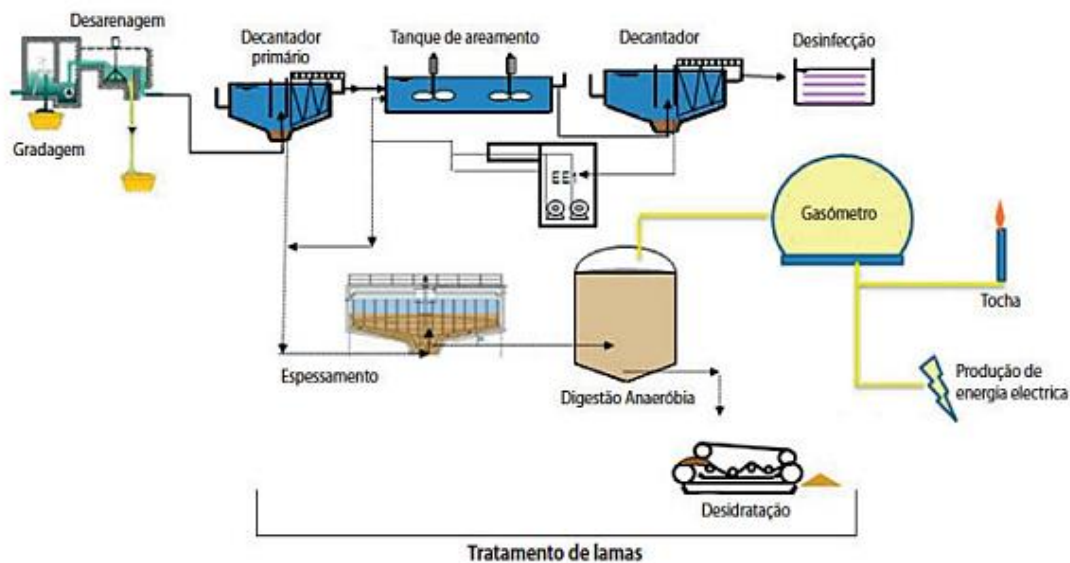 Desarenagem
Gradagem
Decantador
primário
Tanque de areamento
Decantador
Desinfecção
Gasómetro
Tocha
Produção de
energia electrica
Espessamento
Digestão Anaeróbia
Desidratação
Tratamento de lamas